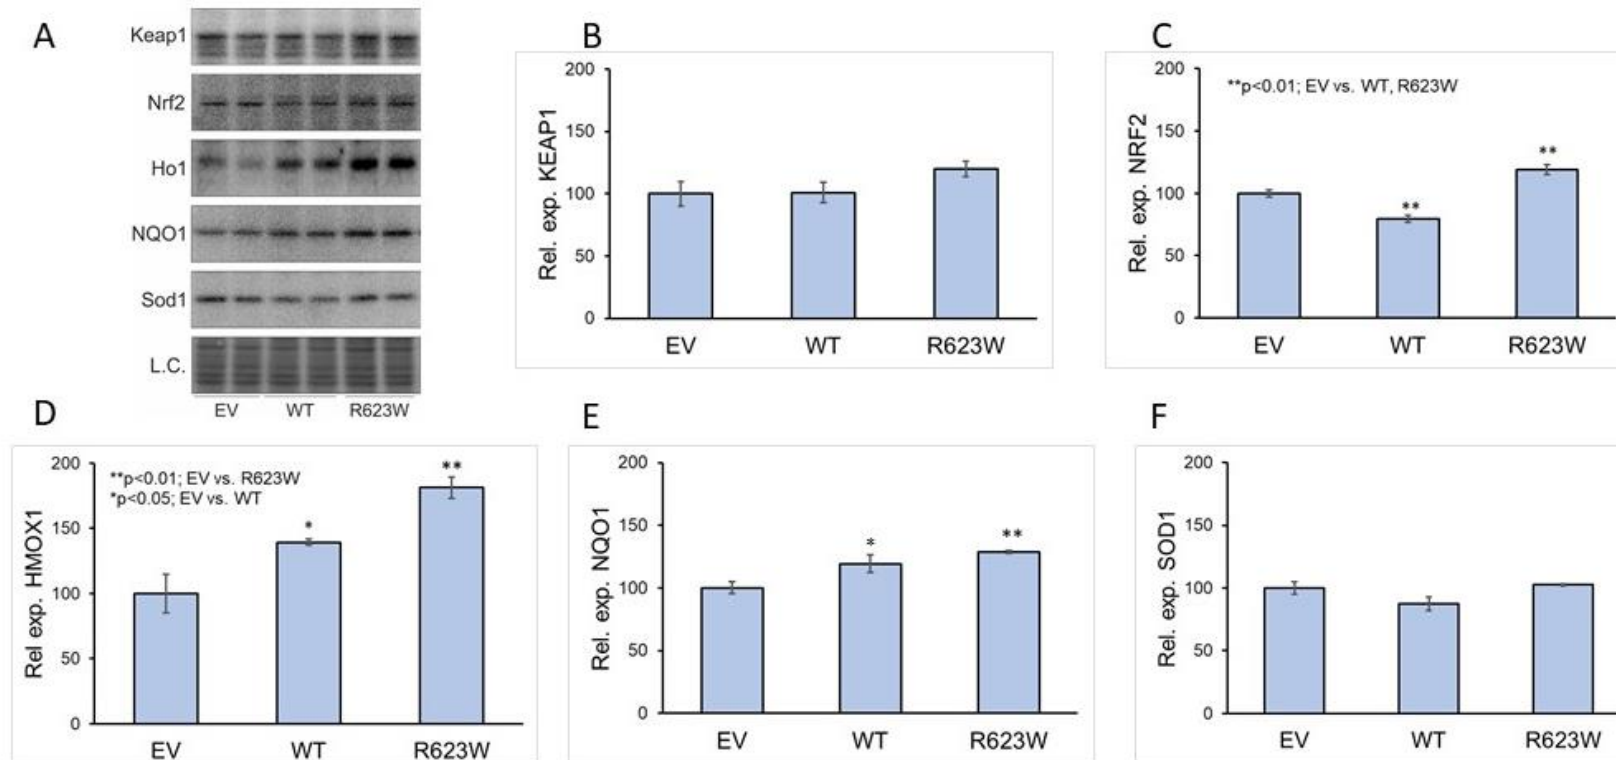 A
Keap1
Nrf2
Ho1
NQO1
Sod1
L.C.
EV WT R623W
B
Rel. exp. KEAP1
200
150
100
50
0
EV WT R623W
C
Rel. exp. NRF2
200
150
100
50
0
**p<0.01; EV vs. WT, R623W
**
**
EV WT R623W
D
Rel exp. HMOX1
200
150
100
50
0
**p<0.01; EV vs. R623W
*p<0.05; EV vs. WT
*
**
EV WT R623W
E
Rel. exp. NQO1
200
150
100
50
0
*
**
EV WT R623W
F
Rel. exp. SOD1
200
150
100
50
0
EV WT R623W